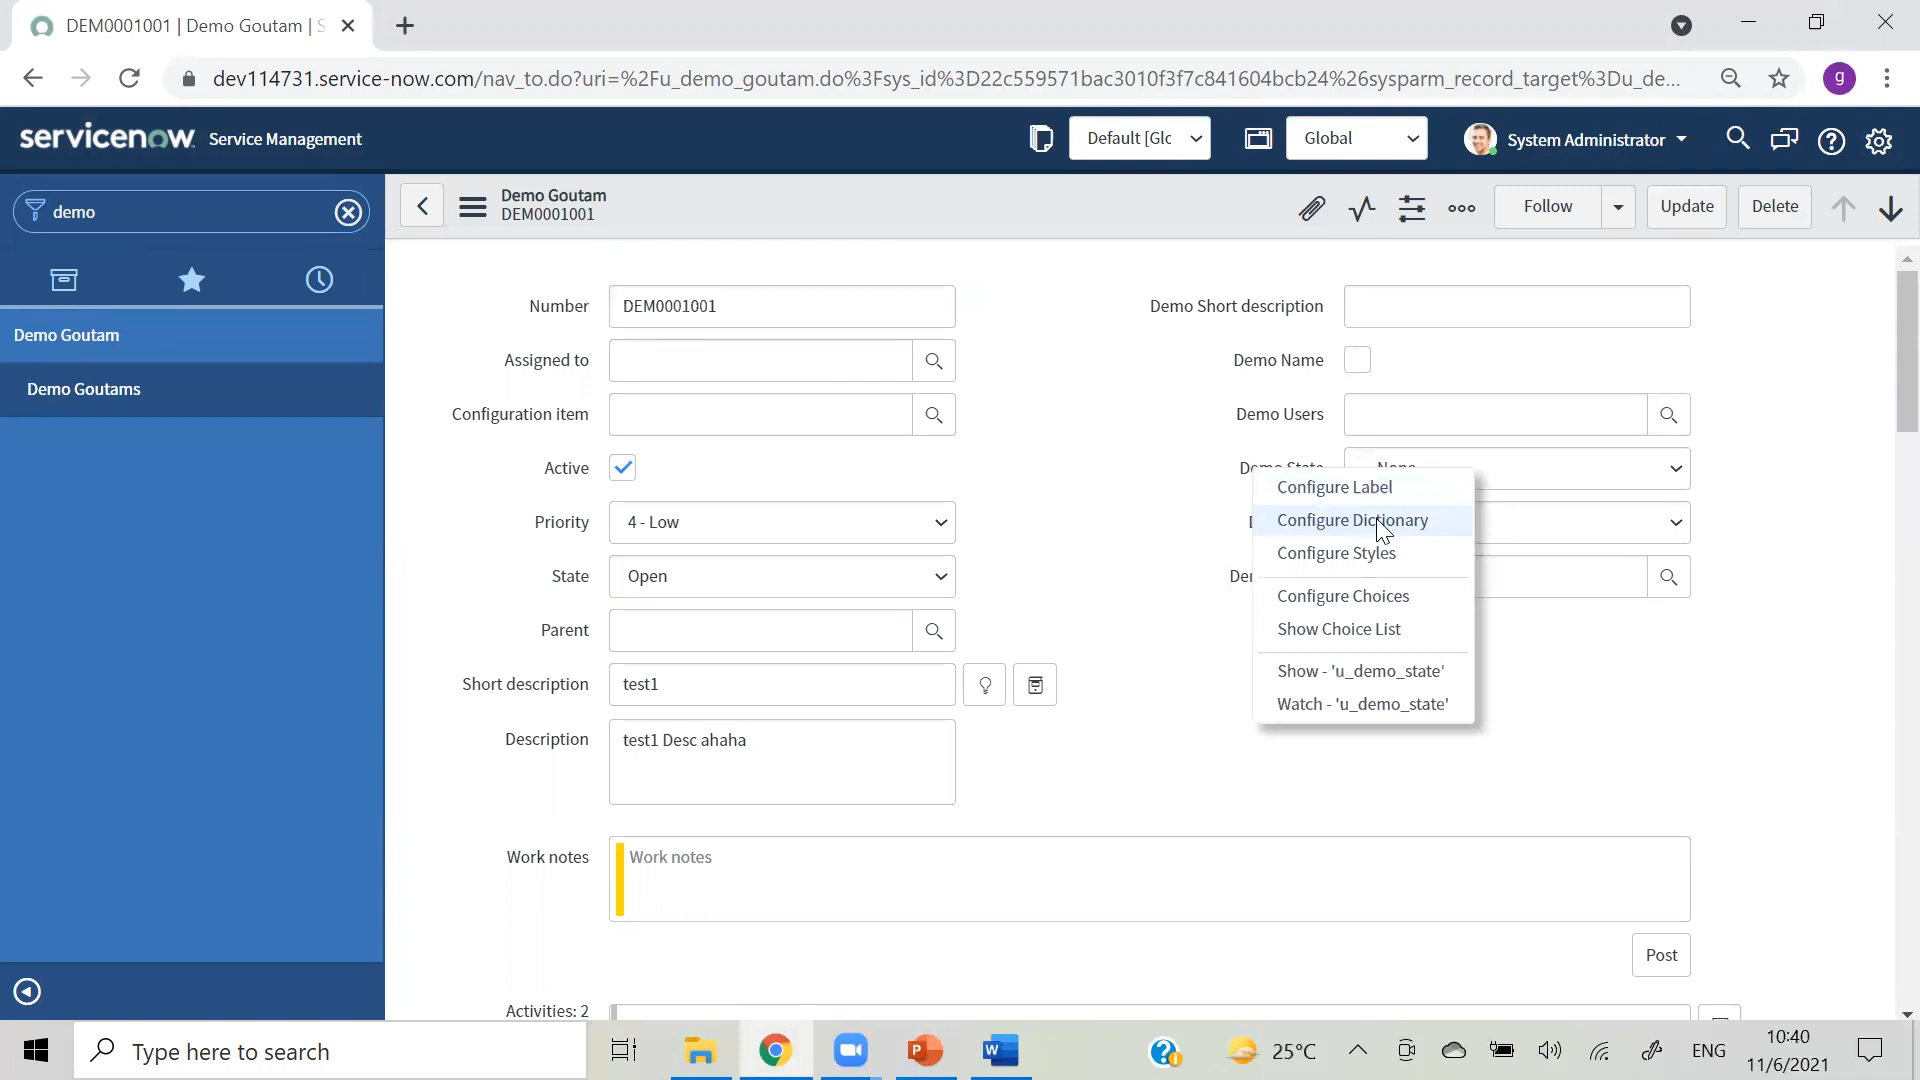 DEM0001001 | Demo Goutam | S
dev114731.service-now.com/nav_to.do?uri=%2Fu_demo_goutam.do%3Fsys_id%3D22c559571bac3010f3f7c841604bcb24%26sysparm_record_target%3Du_de...
g
servicenow. Service Management
Default [Glc
Global
System Administrator
demo
Demo Goutam
DEM0001001
Follow
Update
Delete
Demo Goutam
Demo Goutams
Number
DEM0001001
Demo Short description
Assigned to
Demo Name
Configuration item
Demo Users
Active
Demo State
-- None --
Priority
4 - Low
State
Open
Parent
Short description
test1
Description
test1 Desc ahaha
Configure Label
Configure Dictionary
Configure Styles
Configure Choices
Show Choice List
Show - 'u_demo_state'
Watch - 'u_demo_state'
Work notes
Work notes
Post
Activities: 2
Type here to search
25°C
ENG
10:40
11/6/2021